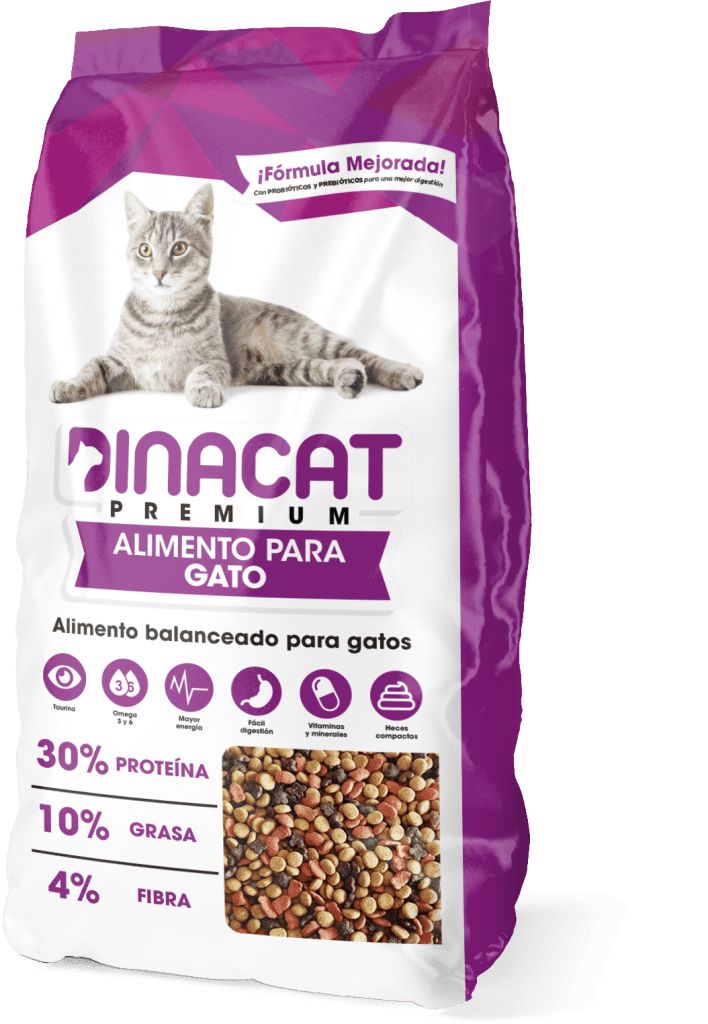 ¡Fórmula Mejorada!
Con PROBIÓTICOS y PREBIÓTICOS para una mejor digestión
DINACAT
PREMIUM
ALIMENTO PARA
GATO
Alimento balanceado para gatos
3 6
Taurina
Omega
3 y 6
Mayor
energía
Fácil
digestión
Vitaminas
y minerales
Heces
compactas
30% PROTEÍNA
10% GRASA
4% FIBRA